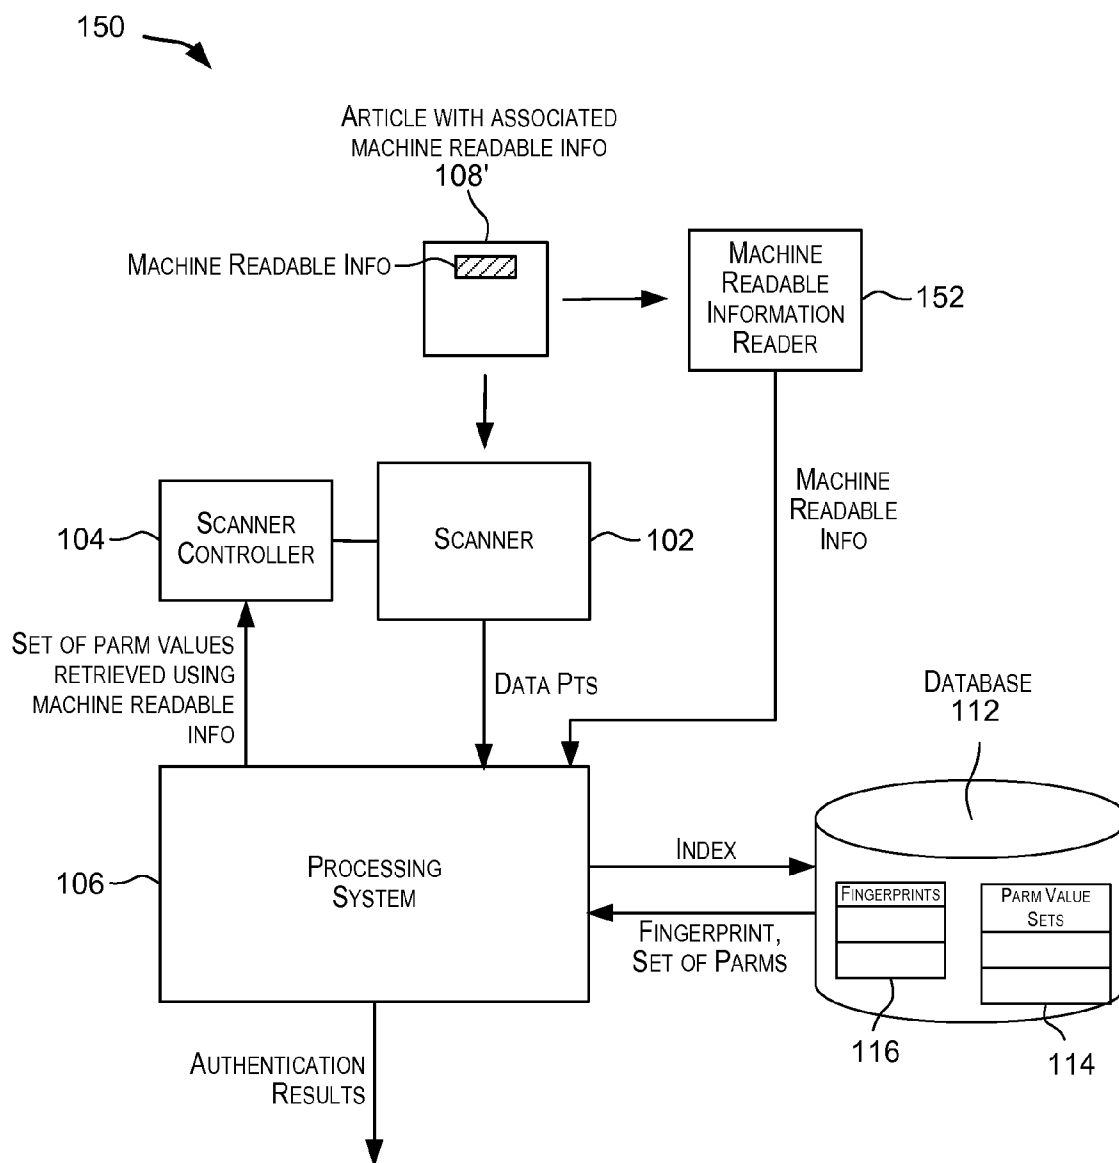 150
Article with associated
machine readable info
108'
Machine Readable Info
Machine
Readable
Information
Reader
152
104
Scanner
Controller
Scanner
102
Machine
Readable
Info
Set of parm values
retrieved using
machine readable
info
Data Pts
Database
112
106
Processing
System
Index
Fingerprint,
Set of Parms
Fingerprints
Parm Value
Sets
116
114
Authentication
Results